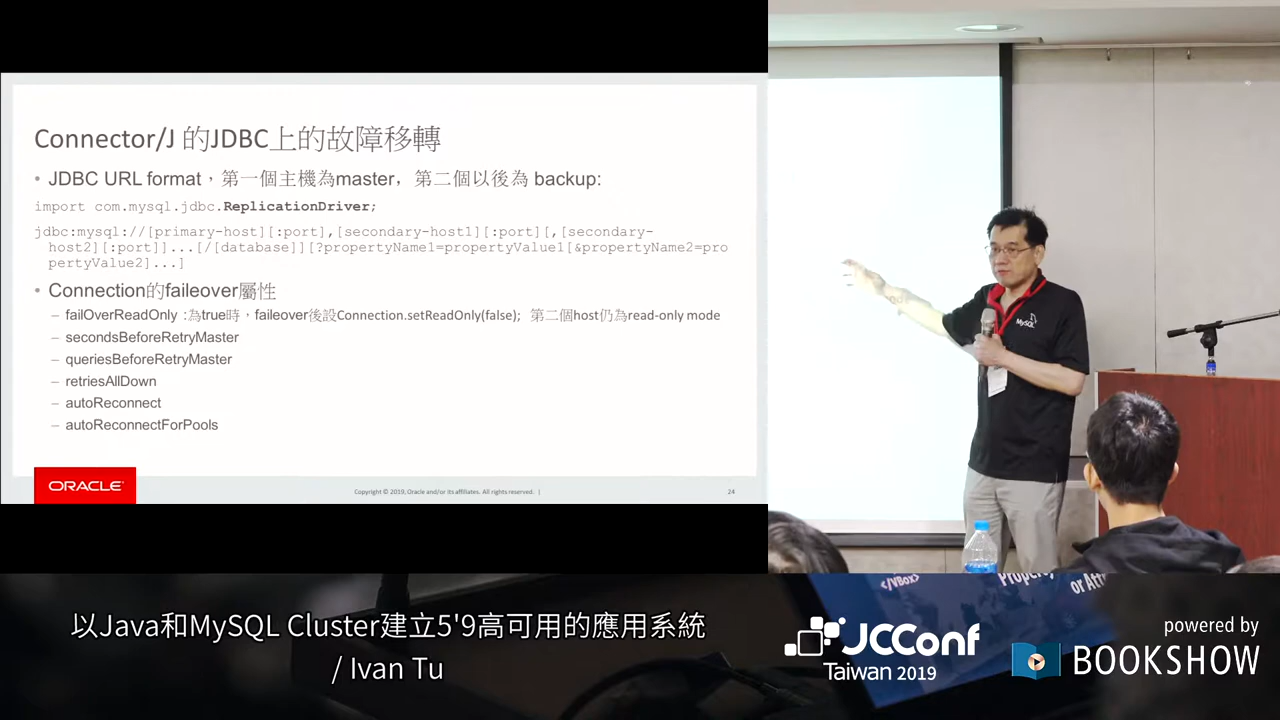 Connector/J 的JDBC上的故障移轉
• JDBC URL format，第一個主機為master，第二個以後為 backup:
import com.mysql.jdbc.ReplicationDriver;
jdbc:mysql://[primary-host][:port],[secondary-host1][:port][,[secondary-
host2][:port]]...[/[database]][?propertyName1=propertyValue1[&propertyName2=pro
pertyValue2]...]
• Connection的faileover屬性
– failOverReadOnly :為true時，faileover後設Connection.setReadOnly(false); 第二個host仍為read-only mode
– secondsBeforeRetryMaster
– queriesBeforeRetryMaster
– retriesAllDown
– autoReconnect
– autoReconnectForPools
ORACLE
Copyright © 2019, Oracle and/or its affiliates. All rights reserved. |
24
MySQL
</VBox>
以Java和MySQL Cluster建立5'9高可用的應用系統
/ Ivan Tu
JCConf
Taiwan 2019
powered by
BOOKSHOW